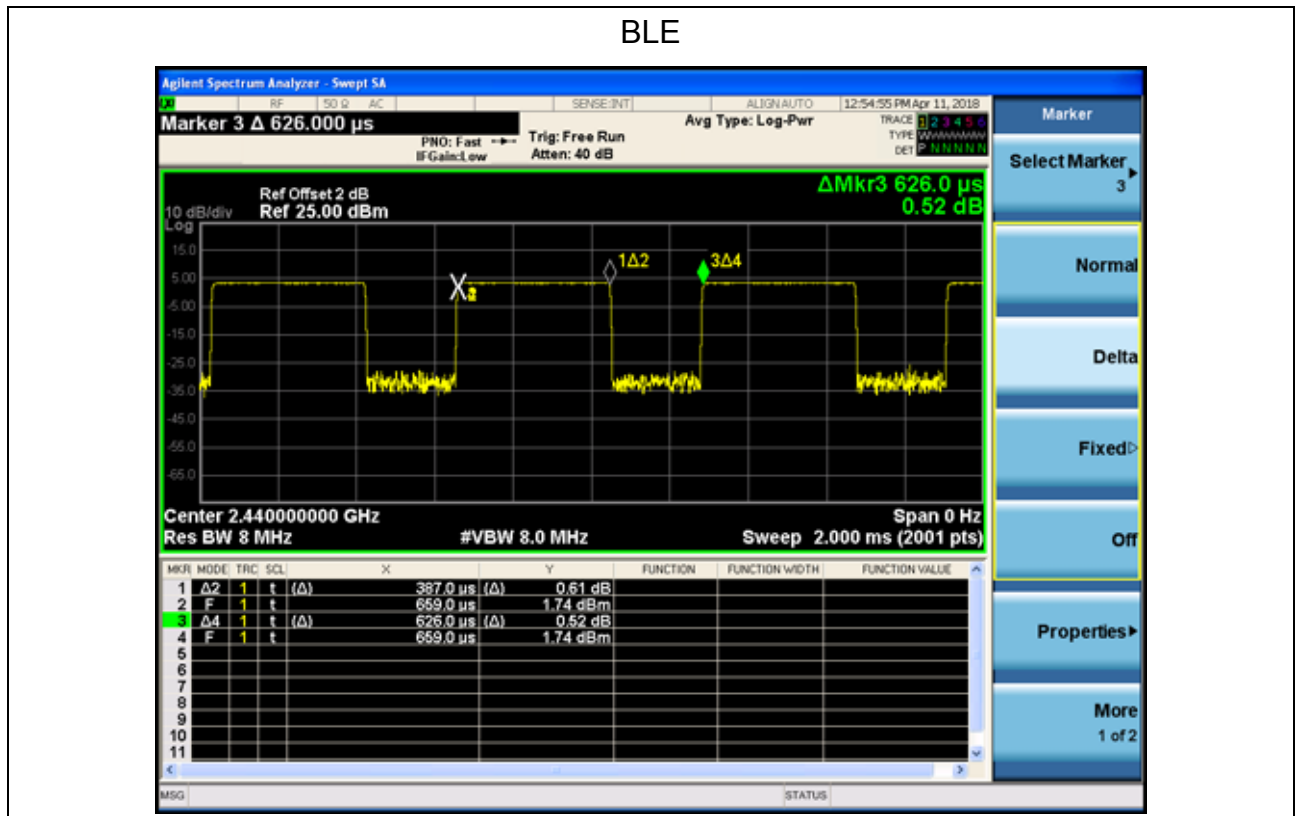 BLE
Agilent Spectrum Analyzer - Swept SA
RF 50 Ω AC SENSE:INT ALIGNAUTO 12:54:55 PM Apr 11, 2018
Marker 3 Δ 626.000 µs
PNO: Fast
IFGain:Low
Trig: Free Run
Atten: 40 dB
Avg Type: Log-Pwr
TRACE 1 2 3 4 5 6
TYPE
DET P N N N N N
Ref Offset 2 dB
10 dB/div Ref 25.00 dBm
Log
ΔMkr3 626.0 µs
0.52 dB
15.0
5.00
-5.00
-15.0
-25.0
-35.0
-45.0
-55.0
-65.0
1Δ2
3Δ4
Center 2.440000000 GHz Span 0 Hz
Res BW 8 MHz #VBW 8.0 MHz Sweep 2.000 ms (2001 pts)
MKR MODE TRC SCL X Y FUNCTION FUNCTION WIDTH FUNCTION VALUE
1 Δ2 1 t (Δ) 387.0 µs (Δ) 0.61 dB
2 F 1 t 659.0 µs 1.74 dBm
3 Δ4 1 t (Δ) 626.0 µs (Δ) 0.52 dB
4 F 1 t 659.0 µs 1.74 dBm
5
6
7
8
9
10
11
MSG STATUS
Marker
Select Marker
3
Normal
Delta
Fixed
Off
Properties
More
1 of 2